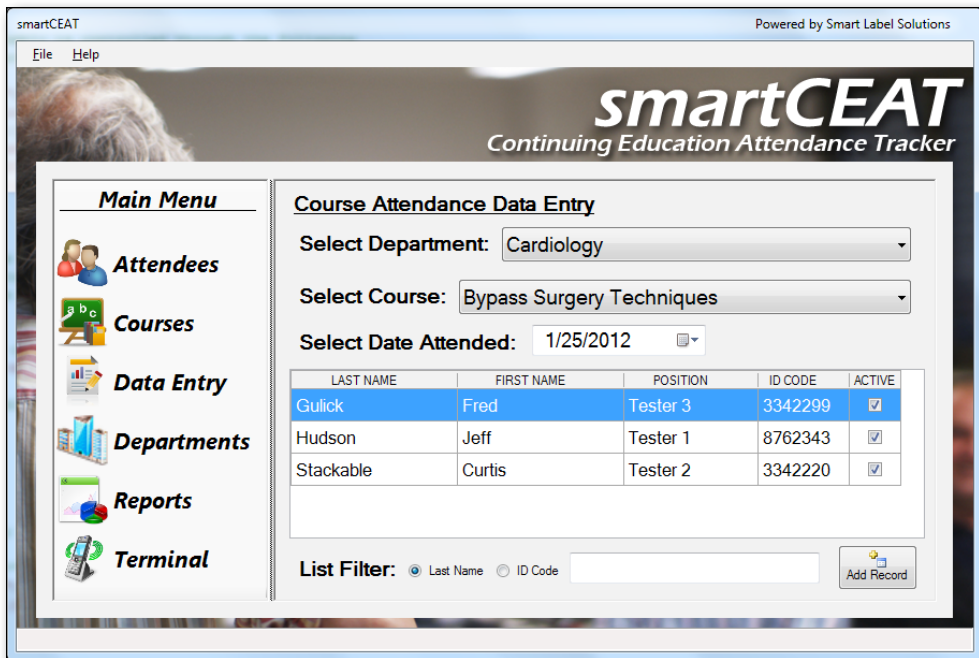 smartCEAT Powered by Smart Label Solutions
File Help
smartCEAT
Continuing Education Attendance Tracker
Main Menu
Attendees
Courses
Data Entry
Departments
Reports
Terminal
Course Attendance Data Entry
Select Department: Cardiology
Select Course: Bypass Surgery Techniques
Select Date Attended: 1/25/2012
LAST NAME FIRST NAME POSITION ID CODE ACTIVE
Gulick Fred Tester 3 3342299
Hudson Jeff Tester 1 8762343
Stackable Curtis Tester 2 3342220
List Filter: Last Name ID Code Add Record